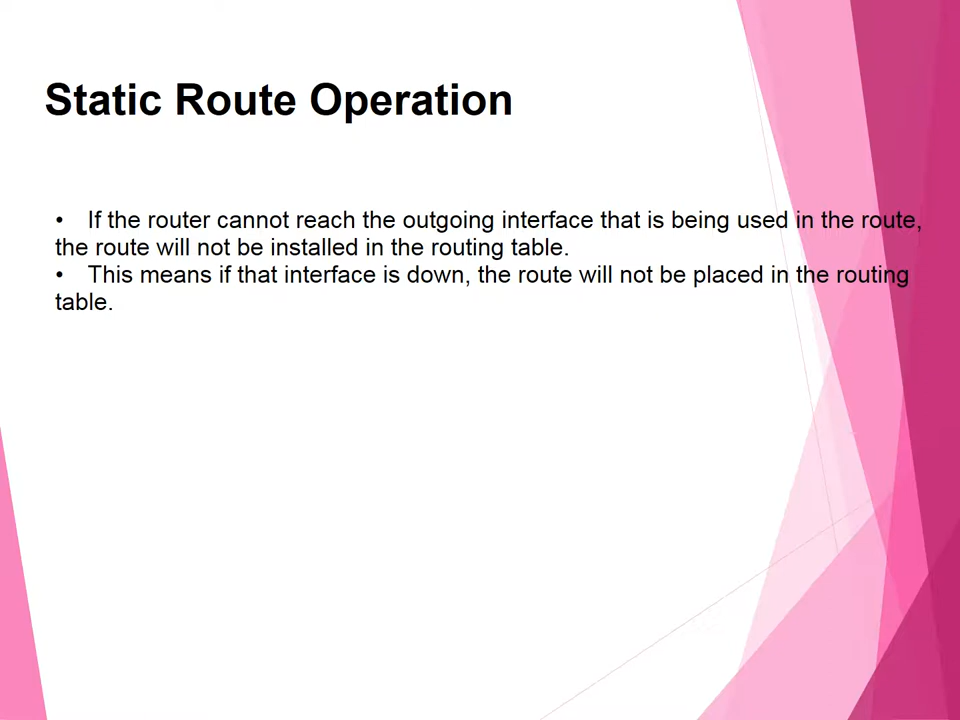 Static Route Operation
• If the router cannot reach the outgoing interface that is being used in the route,
the route will not be installed in the routing table.
• This means if that interface is down, the route will not be placed in the routing
table.